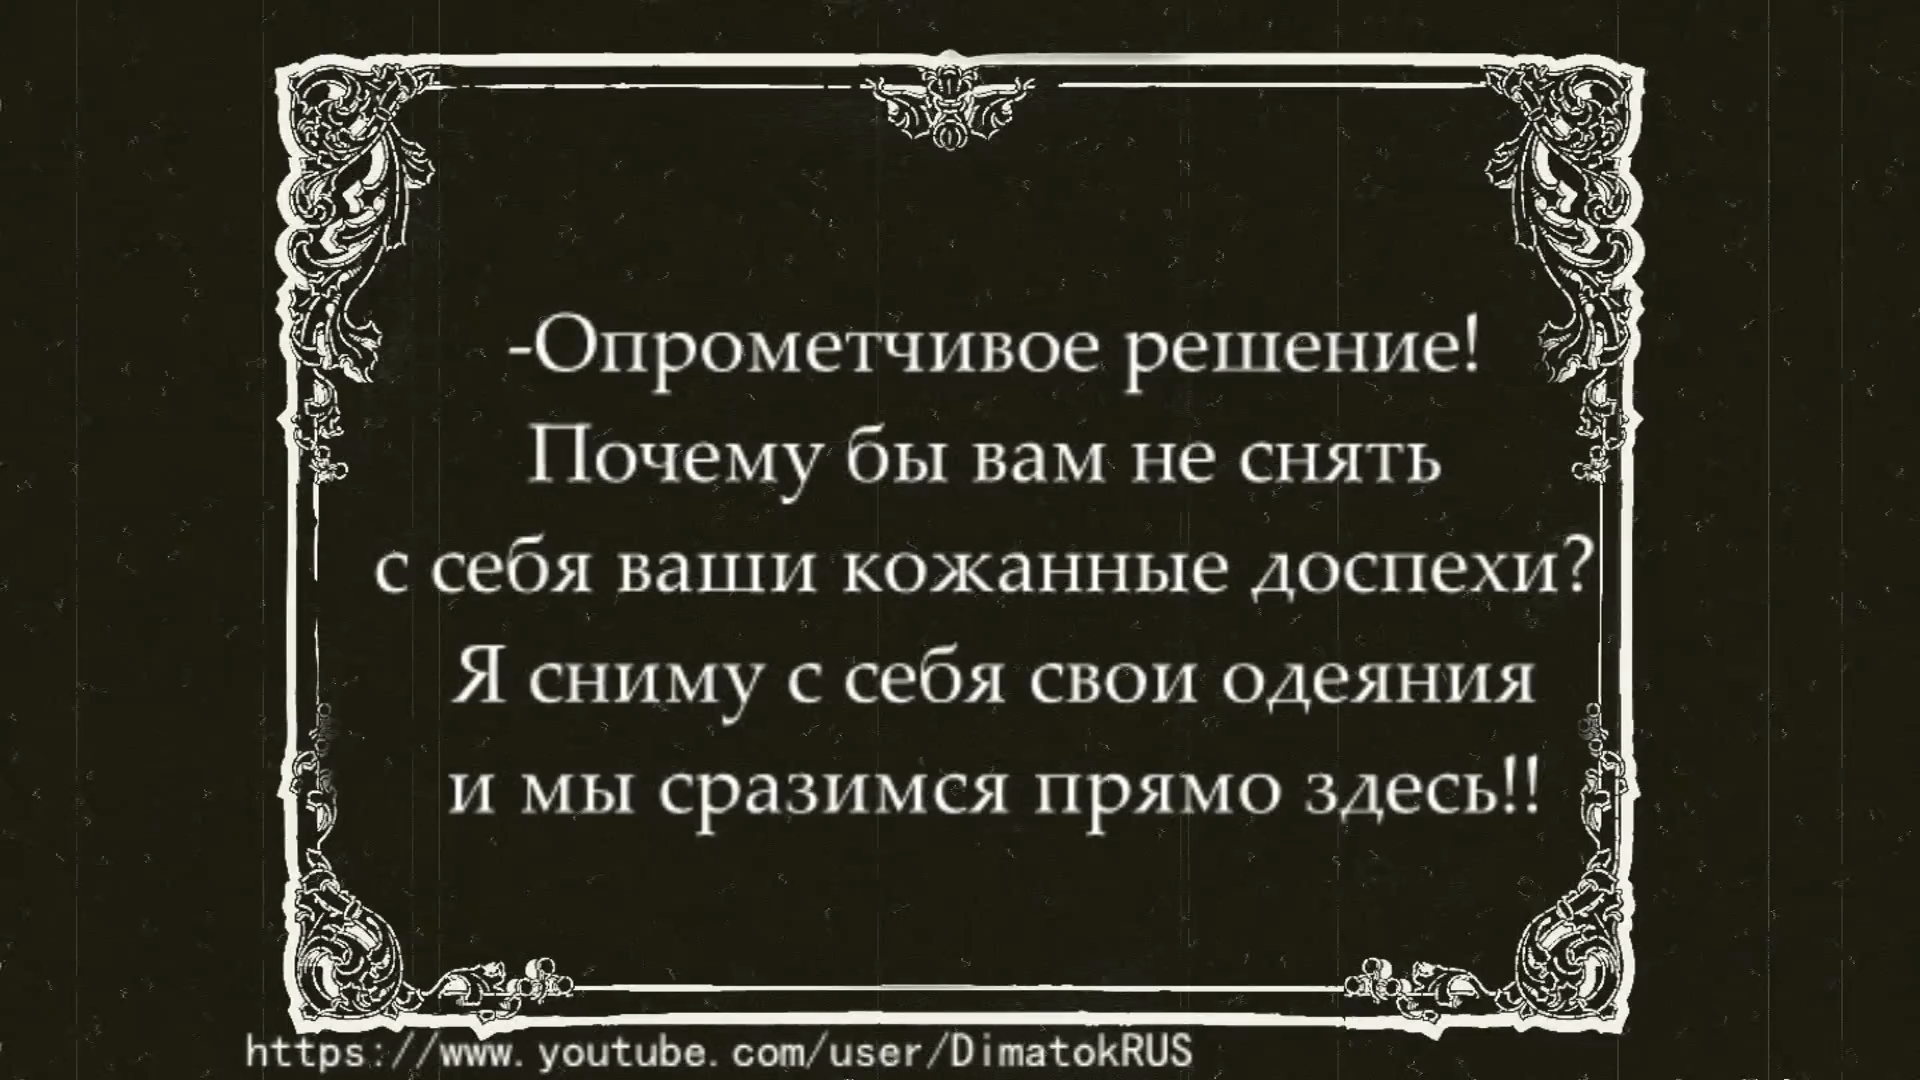 -Опрометчивое решение!
Почему бы вам не снять
с себя ваши кожанные доспехи?
Я сниму с себя свои одеяния
и мы сразимся прямо здесь!!
https://www.youtube.com/user/DimatokRUS